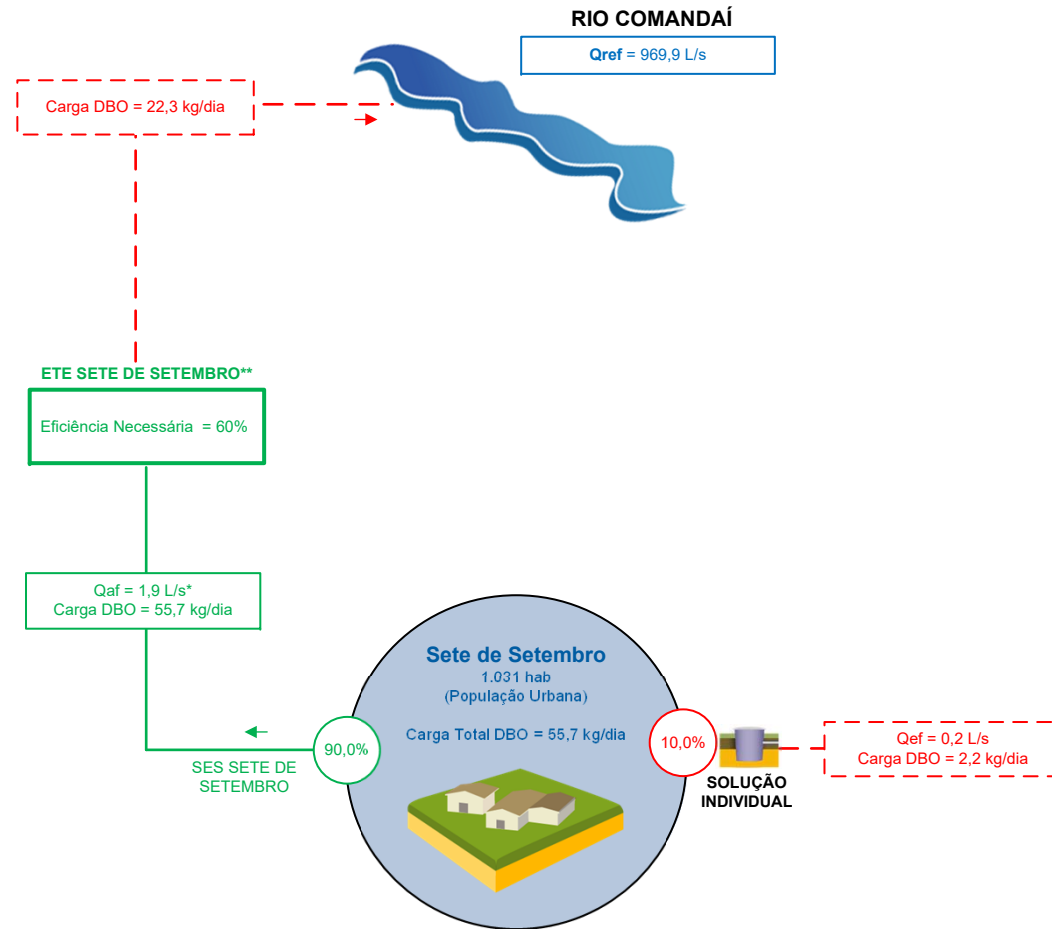 RIO COMANDAÍ
Qref = 969,9 L/s
Carga DBO = 22,3 kg/dia
ETE SETE DE SETEMBRO**
Eficiência Necessária = 60%
Qaf = 1,9 L/s*
Carga DBO = 55,7 kg/dia
SES SETE DE
SETEMBRO
90,0%
Sete de Setembro
1.031 hab
(População Urbana)
Carga Total DBO = 55,7 kg/dia
10,0%
SOLUÇÃO
INDIVIDUAL
Qef = 0,2 L/s
Carga DBO = 2,2 kg/dia